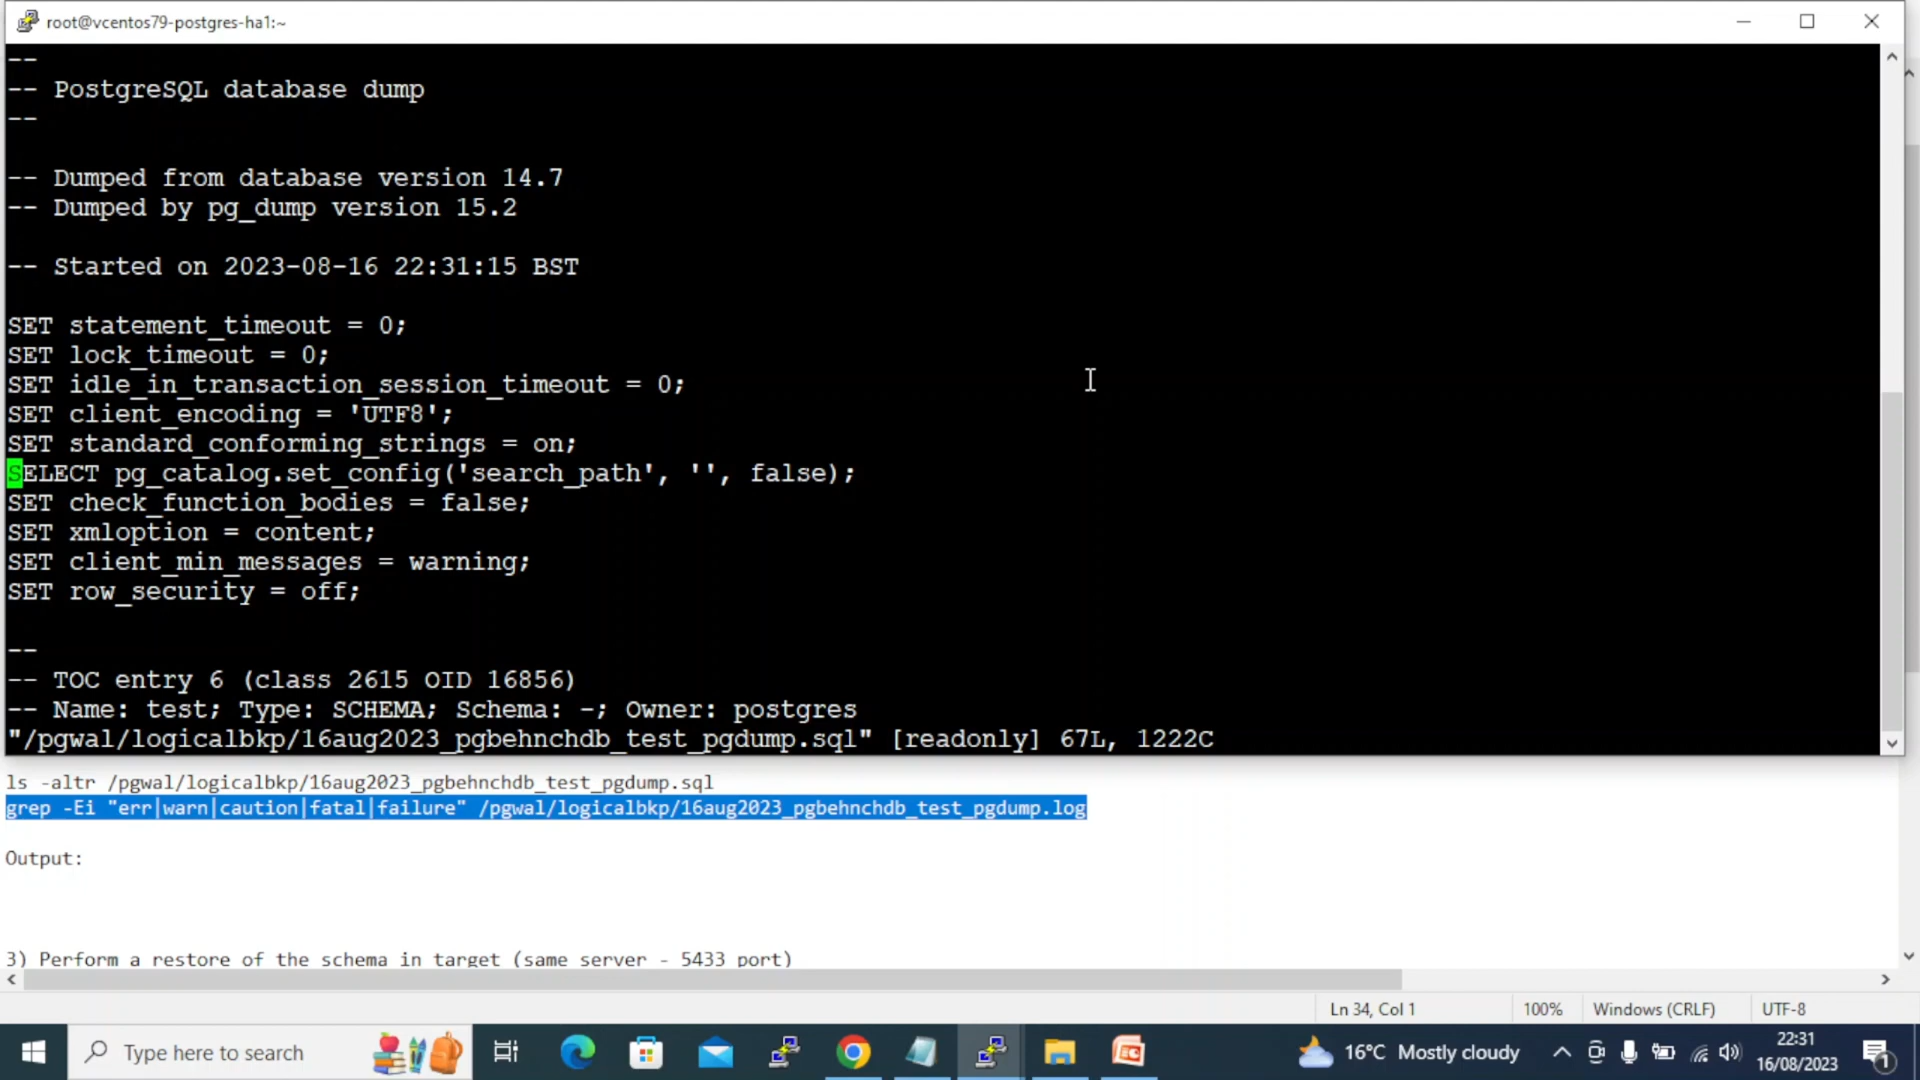 root@vcentos79-postgres-ha1:~
--
-- PostgreSQL database dump
--
-- Dumped from database version 14.7
-- Dumped by pg_dump version 15.2
-- Started on 2023-08-16 22:31:15 BST
SET statement_timeout = 0;
SET lock_timeout = 0;
SET idle_in_transaction_session_timeout = 0;
SET client_encoding = 'UTF8';
SET standard_conforming_strings = on;
SELECT pg_catalog.set_config('search_path', '', false);
SET check_function_bodies = false;
SET xmloption = content;
SET client_min_messages = warning;
SET row_security = off;
--
-- TOC entry 6 (class 2615 OID 16856)
-- Name: test; Type: SCHEMA; Schema: -; Owner: postgres
"/pgwal/logicalbkp/16aug2023_pgbehnchdb_test_pgdump.sql" [readonly] 67L, 1222C
ls -altr /pgwal/logicalbkp/16aug2023_pgbehnchdb_test_pgdump.sql
grep -Ei "err|warn|caution|fatal|failure" /pgwal/logicalbkp/16aug2023_pgbehnchdb_test_pgdump.log
Output:
3) Perform a restore of the schema in target (same server - 5433 port)
Ln 34, Col 1 100% Windows (CRLF) UTF-8
Type here to search
16°C Mostly cloudy
22:31
16/08/2023
1